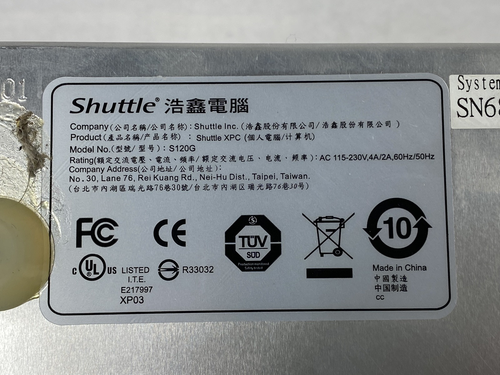 01
System
SN68
Shuttle® 浩鑫電腦
Company(公司名稱/公司名称): Shuttle Inc. (浩鑫股份有限公司/浩鑫股份有限公司)
Product(產品名稱/产品名称): Shuttle XPC (個人電腦/计算机)
Model No.(型號/型号): S120G
Rating(額定交流電壓、電流、頻率/額定交流电压、电流、频率): AC 115-230V,4A/2A,60Hz/50Hz
Company Address(公司地址/公司地址):
No. 30, Lane 76, Rei Kuang Rd., Nei-Hu Dist., Taipei, Taiwan.
(台北市內湖區瑞光路76巷30號/台北市内湖区瑞光路76巷30号)
FC CE TÜV SÜD 10
c UL US LISTED R33032
I.T.E.
E217997
XP03
Made in China
中國製造
中国制造
CC